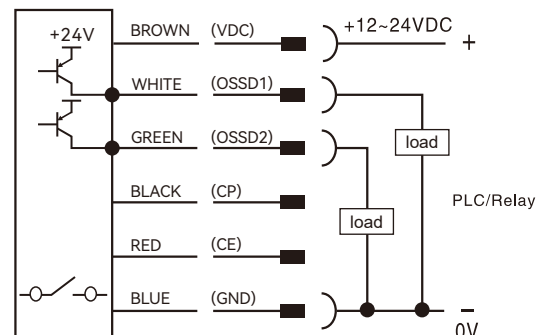 +24V
BROWN (VDC) +12~24VDC +
WHITE (OSSD1)
GREEN (OSSD2) load
BLACK (CP) PLC/Relay
load
RED (CE)
BLUE (GND) −
0V